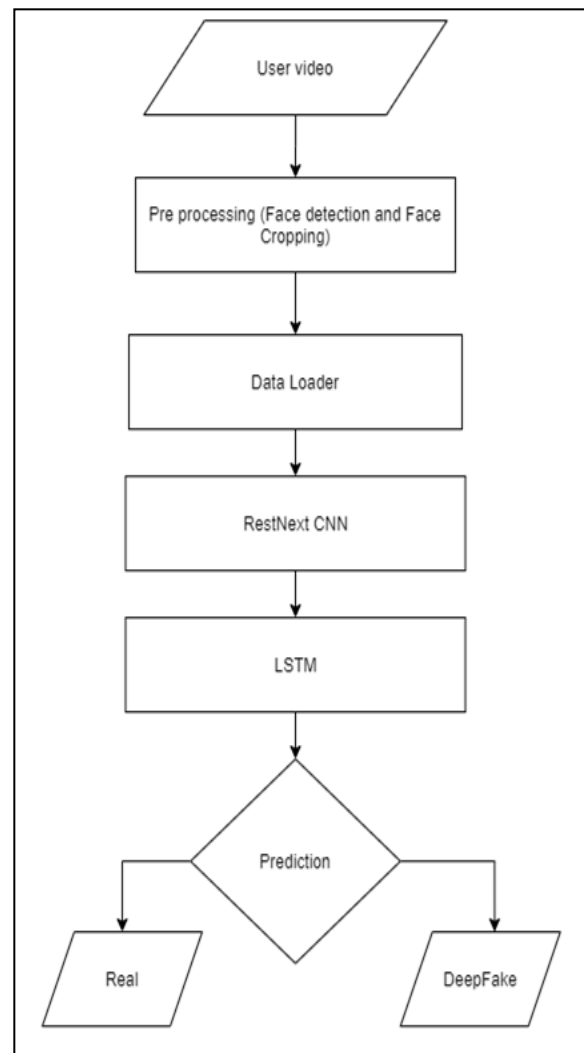 User video
Pre processing (Face detection and Face
Cropping)
Data Loader
RestNext CNN
LSTM
Prediction
Real
DeepFake